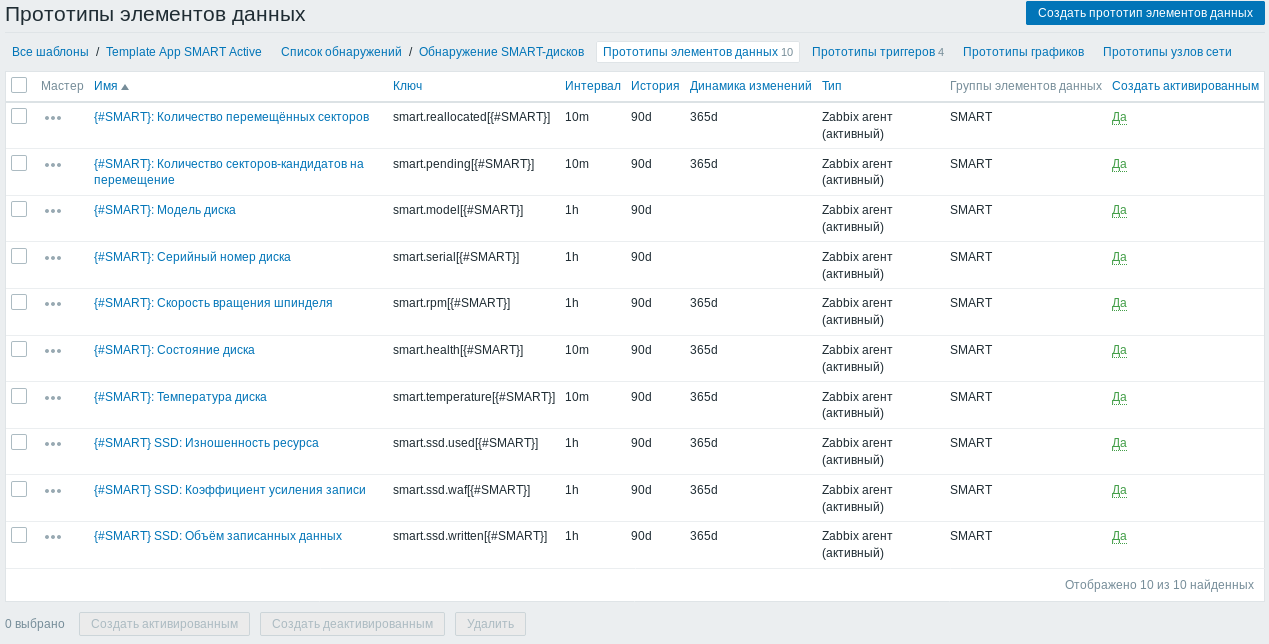 Прототипы элементов данных
Создать прототип элементов данных
Все шаблоны / Template App SMART Active Список обнаружений / Обнаружение SMART-дисков Прототипы элементов данных 10 Прототипы триггеров 4 Прототипы графиков Прототипы узлов сети
Мастер Имя Ключ Интервал История Динамика изменений Тип Группы элементов данных Создать активированным
{#SMART}: Количество перемещённых секторов smart.reallocated[{#SMART}] 10m 90d 365d Zabbix агент (активный) SMART Да
{#SMART}: Количество секторов-кандидатов на перемещение smart.pending[{#SMART}] 10m 90d 365d Zabbix агент (активный) SMART Да
{#SMART}: Модель диска smart.model[{#SMART}] 1h 90d Zabbix агент (активный) SMART Да
{#SMART}: Серийный номер диска smart.serial[{#SMART}] 1h 90d Zabbix агент (активный) SMART Да
{#SMART}: Скорость вращения шпинделя smart.rpm[{#SMART}] 1h 90d 365d Zabbix агент (активный) SMART Да
{#SMART}: Состояние диска smart.health[{#SMART}] 10m 90d 365d Zabbix агент (активный) SMART Да
{#SMART}: Температура диска smart.temperature[{#SMART}] 10m 90d 365d Zabbix агент (активный) SMART Да
{#SMART} SSD: Изношенность ресурса smart.ssd.used[{#SMART}] 1h 90d 365d Zabbix агент (активный) SMART Да
{#SMART} SSD: Коэффициент усиления записи smart.ssd.waf[{#SMART}] 1h 90d 365d Zabbix агент (активный) SMART Да
{#SMART} SSD: Объём записанных данных smart.ssd.written[{#SMART}] 1h 90d 365d Zabbix агент (активный) SMART Да
Отображено 10 из 10 найденных
0 выбрано Создать активированным Создать деактивированным Удалить